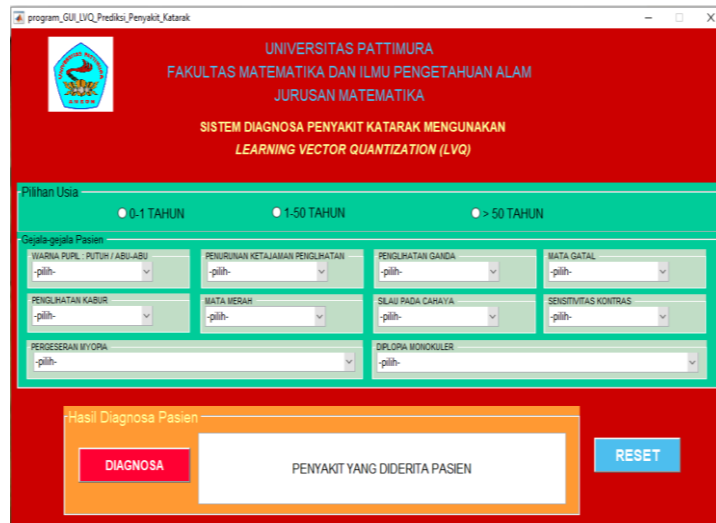 program_GUI_LVQ_Prediksi_Penyakit_Katarak
UNIVERSITAS PATTIMURA
FAKULTAS MATEMATIKA DAN ILMU PENGETAHUAN ALAM
JURUSAN MATEMATIKA
SISTEM DIAGNOSA PENYAKIT KATARAK MENGUNAKAN
LEARNING VECTOR QUANTIZATION (LVQ)
Pilihan Usia
0-1 TAHUN 1-50 TAHUN > 50 TAHUN
Gejala-gejala Pasien
WARNA PUPIL : PUTUH / ABU-ABU PENURUNAN KETAJAMAN PENGLIHATAN PENGLIHATAN GANDA MATA GATAL
-pilih- -pilih- -pilih- -pilih-
PENGLIHATAN KABUR MATA MERAH SILAU PADA CAHAYA SENSITIVITAS KONTRAS
-pilih- -pilih- -pilih- -pilih-
PERGESERAN MYOPIA DIPLOPIA MONOKULER
-pilih- -pilih-
Hasil Diagnosa Pasien
DIAGNOSA PENYAKIT YANG DIDERITA PASIEN RESET